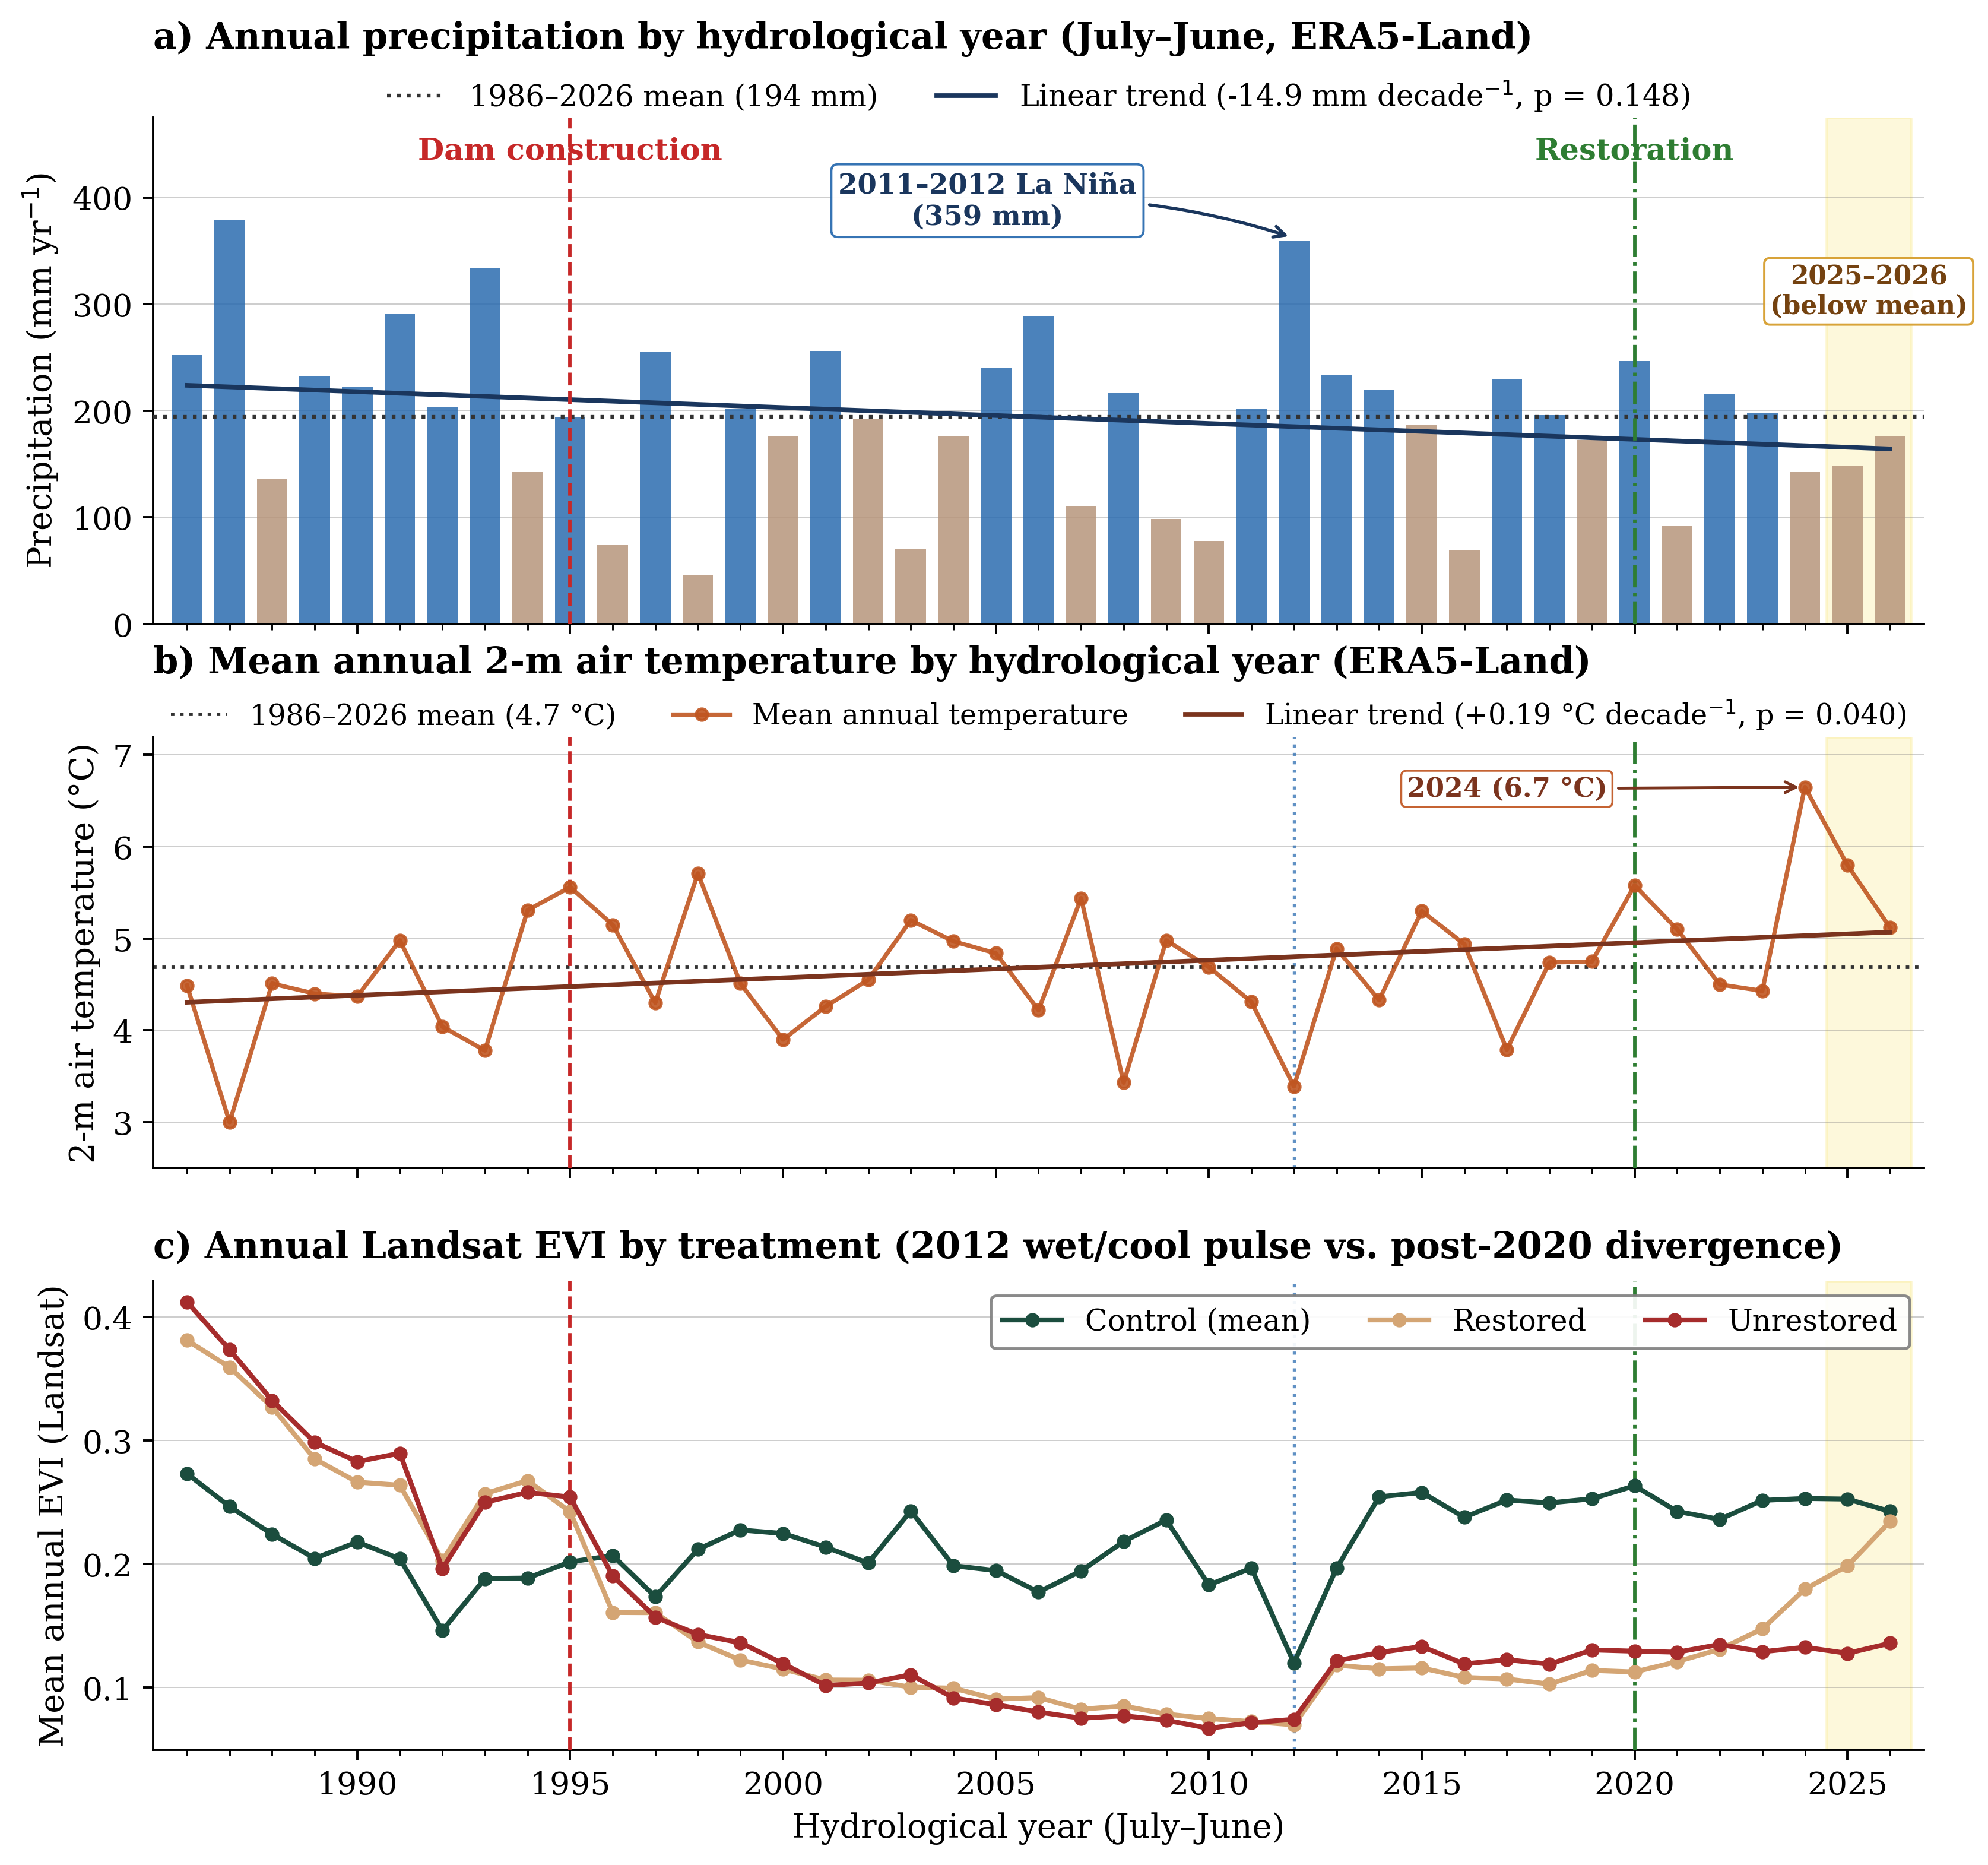 a) Annual precipitation by hydrological year (July–June, ERA5-Land)
1986–2026 mean (194 mm)
Linear trend (-14.9 mm decade⁻¹, p = 0.148)
Dam construction
Restoration
2011–2012 La Niña
(359 mm)
2025–2026
(below mean)
Precipitation (mm yr⁻¹)
400
300
200
100
0
b) Mean annual 2-m air temperature by hydrological year (ERA5-Land)
1986–2026 mean (4.7 °C)
Mean annual temperature
Linear trend (+0.19 °C decade⁻¹, p = 0.040)
2024 (6.7 °C)
2-m air temperature (°C)
7
6
5
4
3
c) Annual Landsat EVI by treatment (2012 wet/cool pulse vs. post-2020 divergence)
Control (mean)
Restored
Unrestored
Mean annual EVI (Landsat)
0.4
0.3
0.2
0.1
1990
1995
2000
2005
2010
2015
2020
2025
Hydrological year (July–June)